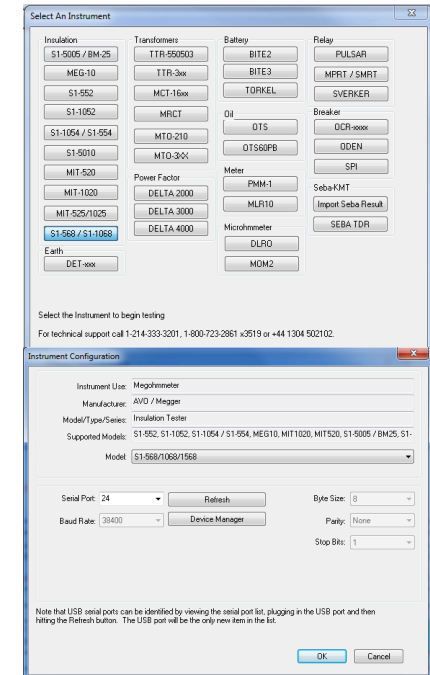 Select An Instrument
Insulation
S1-5005 / BM-25
MEG-10
S1-552
S1-1052
S1-1054 / S1-554
S1-5010
MIT-520
MIT-1020
MIT-525/1025
S1-568 / S1-1068
Earth
DET-xxx
Transformers
TTR-550503
TTR-3xx
MCT-16xx
MRCT
MTO-210
MTO-3XX
Power Factor
DELTA 2000
DELTA 3000
DELTA 4000
Battery
BITE2
BITE3
TORKEL
Oil
OTS
OTS60PB
Meter
PMM-1
MLR10
Microhmmeter
DLRO
MOM2
Relay
PULSAR
MPRT / SMRT
SVERKER
Breaker
OCR-xxxx
ODEN
SPI
Seba-KMT
Import Seba Result
SEBA TDR
Select the Instrument to begin testing
For technical support call 1-214-333-3201, 1-800-723-2861 x3519 or +44 1304 502102.
Instrument Configuration
Instrument Use: Megohmmeter
Manufacturer: AVO / Megger
Model/Type/Series: Insulation Tester
Supported Models: S1-552, S1-1052, S1-1054 / S1-554, MEG10, MIT1020, MIT520, S1-5005 / BM25, S1-
Model: S1-568/1068/1568
Serial Port: 24 Refresh Byte Size: 8
Baud Rate: 38400 Device Manager Parity: None
Stop Bits: 1
Note that USB serial ports can be identified by viewing the serial port list, plugging in the USB port and then
hitting the Refresh button. The USB port will be the only new item in the list.
OK Cancel